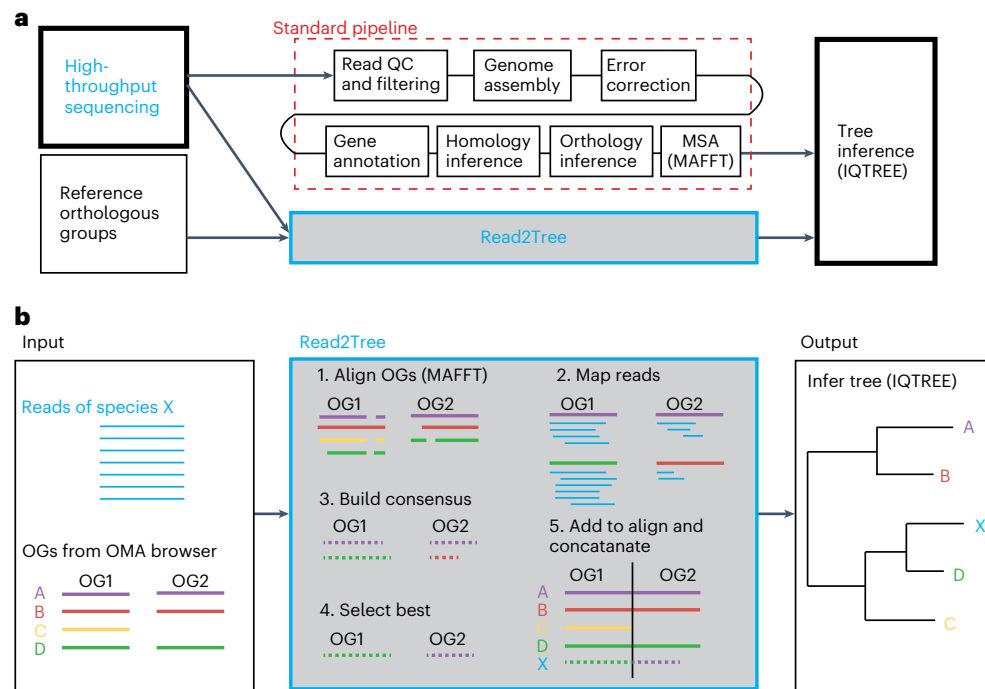 a
Standard pipeline
High-
throughput
sequencing
Read QC
and filtering
Genome
assembly
Error
correction
Gene
annotation
Homology
inference
Orthology
inference
MSA
(MAFFT)
Tree
inference
(IQTREE)
Reference
orthologous
groups
Read2Tree
b
Input
Reads of species X
OGs from OMA browser
OG1 OG2
A
B
C
D
Read2Tree
1. Align OGs (MAFFT)
OG1 OG2
2. Map reads
OG1 OG2
3. Build consensus
OG1 OG2
4. Select best
OG1 OG2
5. Add to align and
concatanate
OG1 OG2
A
B
C
D
X
Output
Infer tree (IQTREE)
A
B
X
D
C